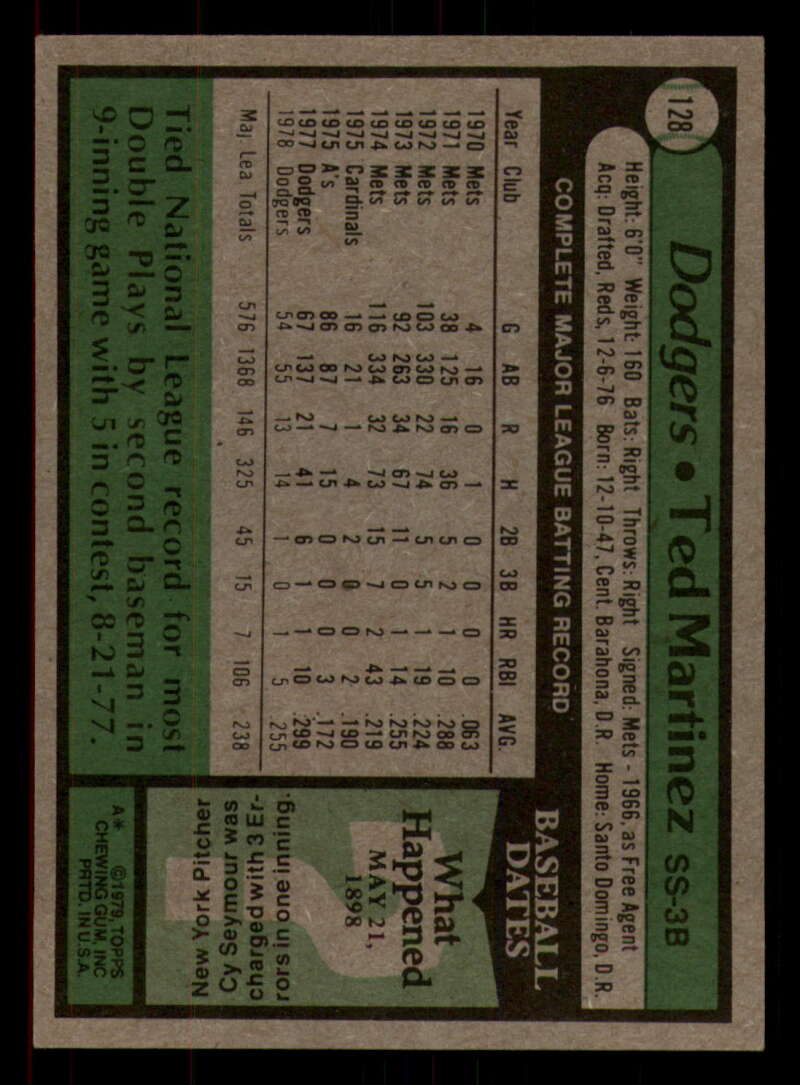 128
Dodgers • Ted Martinez SS-3B
Height: 6'0" Weight: 160 Bats: Right Throws: Right Signed: Mets - 1966, as Free Agent
Acq: Drafted, Reds, 12-6-76 Born: 12-10-47, Cent. Barahona, D.R. Home: Santo Domingo, D.R.
COMPLETE MAJOR LEAGUE BATTING RECORD
Year Club G AB R H 2B 3B HR RBI AVG.
1970 Mets 4 16 0 1 0 0 0 0 .063
1971 Mets 38 125 16 36 5 2 1 10 .288
1972 Mets 103 330 22 74 5 5 1 19 .224
1973 Mets 92 263 34 67 11 0 1 14 .255
1974 Mets 116 334 32 73 15 7 2 43 .219
1975 Cardinals 16 21 1 4 2 0 0 2 .190
1975 A's 86 87 7 15 0 0 0 3 .172
1977 Dodgers 67 137 21 41 6 1 1 10 .299
1978 Dodgers 54 55 13 14 1 0 1 5 .255
Maj. Lea. Totals 576 1368 146 325 45 15 7 106 .238
Tied National League record for most
Double Plays by second baseman in
9-inning game with 5 in contest, 8-21-77.
BASEBALL
DATES
What
Happened
MAY 21,
1898
New York Pitcher
Cy Seymour was
charged with 3 Er-
rors in one inning.
A* ©1979, TOPPS
CHEWING GUM, INC
PRTD. IN U.S.A.